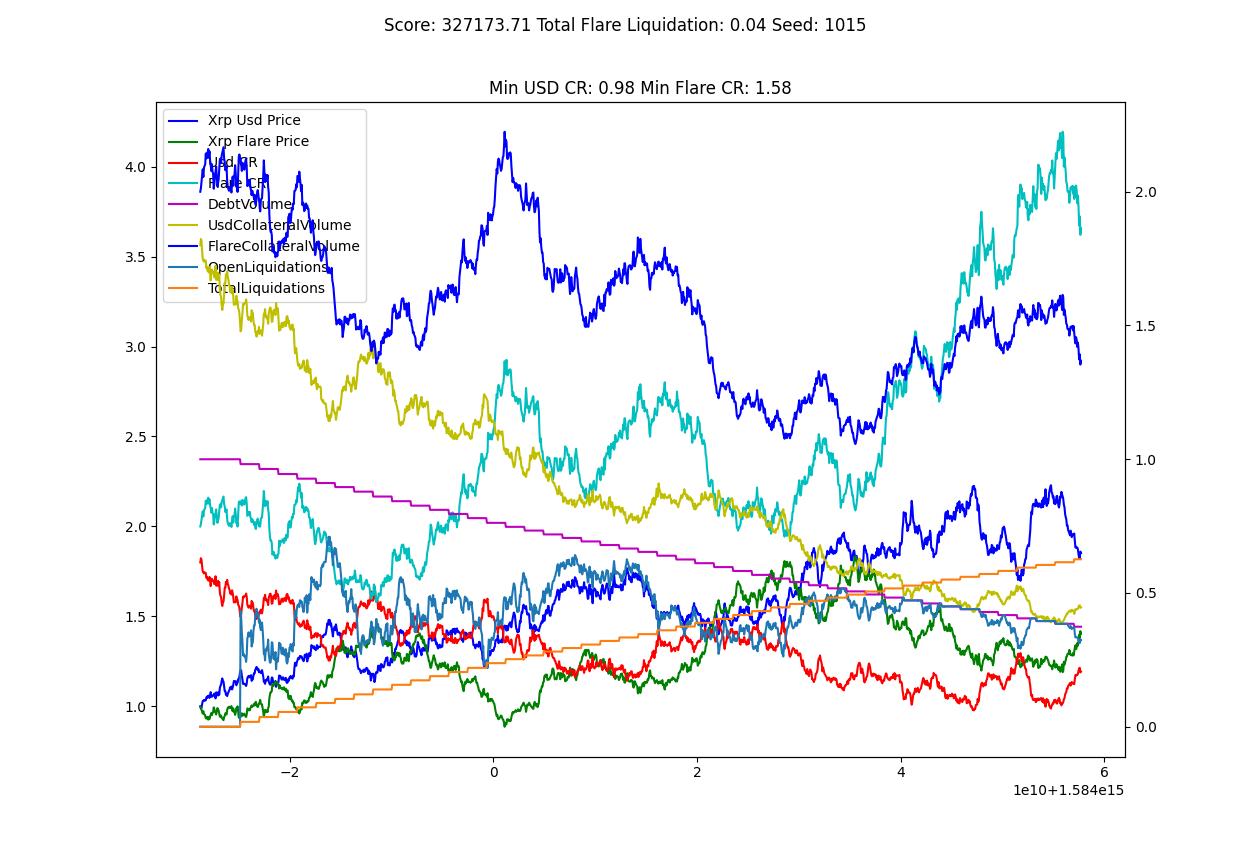 Score: 327173.71 Total Flare Liquidation: 0.04 Seed: 1015
Min USD CR: 0.98 Min Flare CR: 1.58
Xrp Usd Price
Xrp Flare Price
Usd CR
Flare CR
DebtVolume
UsdCollateralVolume
FlareCollateralVolume
OpenLiquidations
TotalLiquidations
4.0
3.5
3.0
2.5
2.0
1.5
1.0
2.0
1.5
1.0
0.5
0.0
−2
0
2
4
6
1e10+1.584e15